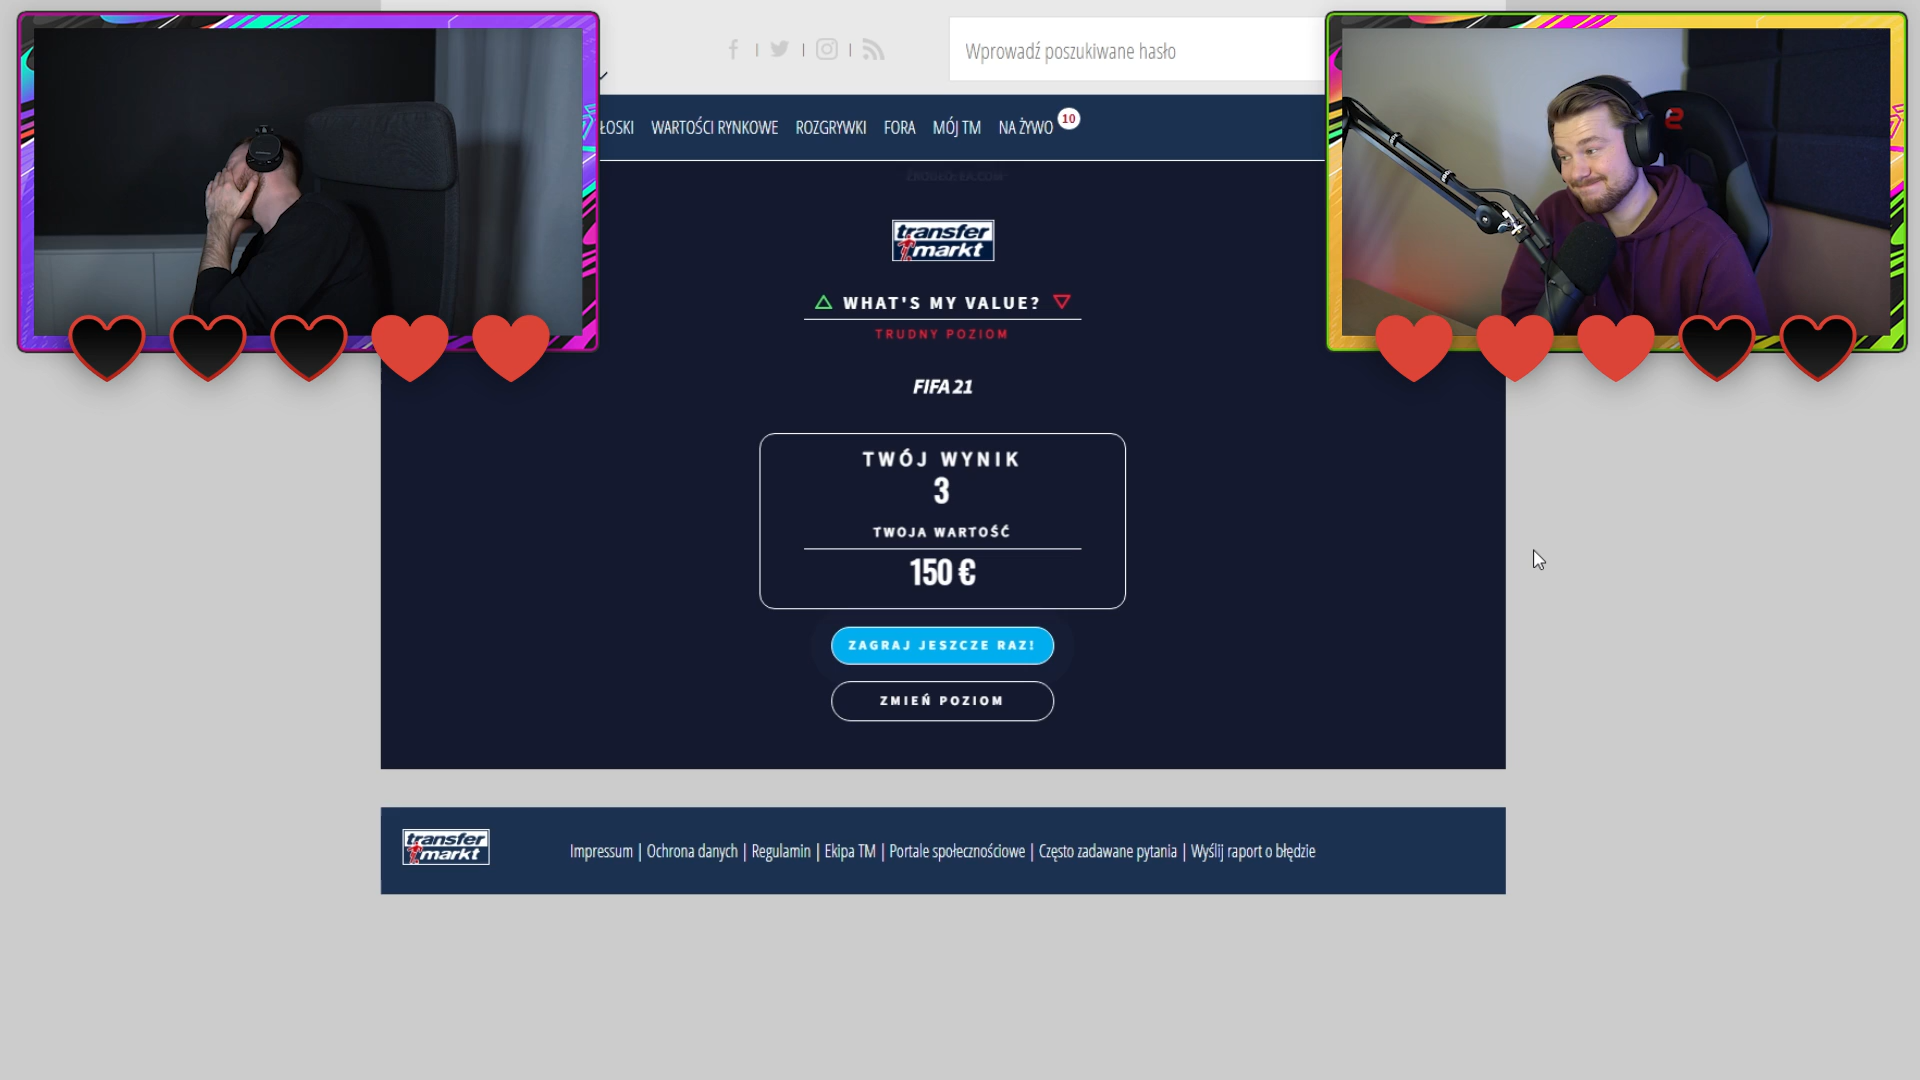 Wprowadź poszukiwane hasło
ŁOSKI WARTOŚCI RYNKOWE ROZGRYWKI FORA MÓJ TM NA ŻYWO 10
transfer
markt
WHAT'S MY VALUE?
TRUDNY POZIOM
FIFA 21
TWÓJ WYNIK
3
TWOJA WARTOŚĆ
150 €
ZAGRAJ JESZCZE RAZ!
ZMIEŃ POZIOM
transfer
markt
Impressum | Ochrona danych | Regulamin | Ekipa TM | Portale społecznościowe | Często zadawane pytania | Wyślij raport o błędzie